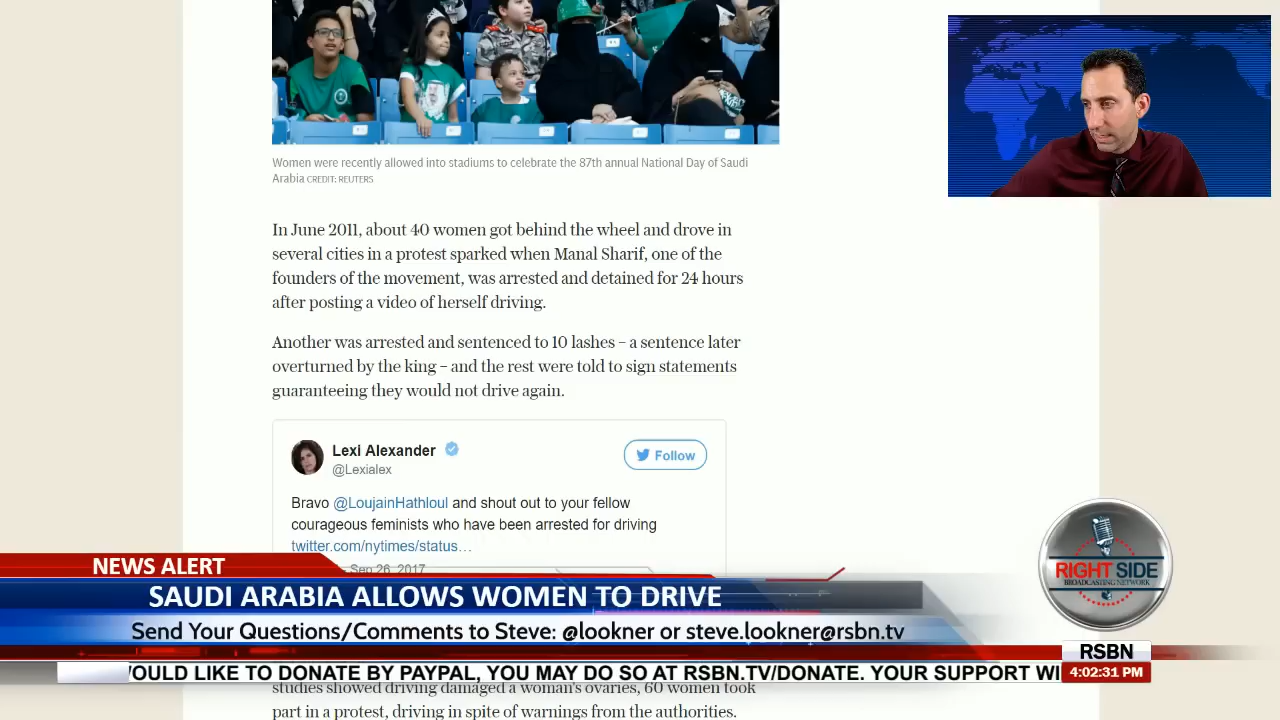 Women were recently allowed into stadiums to celebrate the 87th annual National Day of Saudi
Arabia CREDIT: REUTERS
In June 2011, about 40 women got behind the wheel and drove in
several cities in a protest sparked when Manal Sharif, one of the
founders of the movement, was arrested and detained for 24 hours
after posting a video of herself driving.
Another was arrested and sentenced to 10 lashes – a sentence later
overturned by the king – and the rest were told to sign statements
guaranteeing they would not drive again.
Lexi Alexander
@Lexialex
Follow
Bravo @LoujainHathloul and shout out to your fellow
courageous feminists who have been arrested for driving
twitter.com/nytimes/status…
Sep 26, 2017
NEWS ALERT
SAUDI ARABIA ALLOWS WOMEN TO DRIVE
Send Your Questions/Comments to Steve: @lookner or steve.lookner@rsbn.tv
RIGHT SIDE
BROADCASTING NETWORK
RSBN
4:02:31 PM
OULD LIKE TO DONATE BY PAYPAL, YOU MAY DO SO AT RSBN.TV/DONATE. YOUR SUPPORT WI
studies showed driving damaged a woman's ovaries, 60 women took
part in a protest, driving in spite of warnings from the authorities.